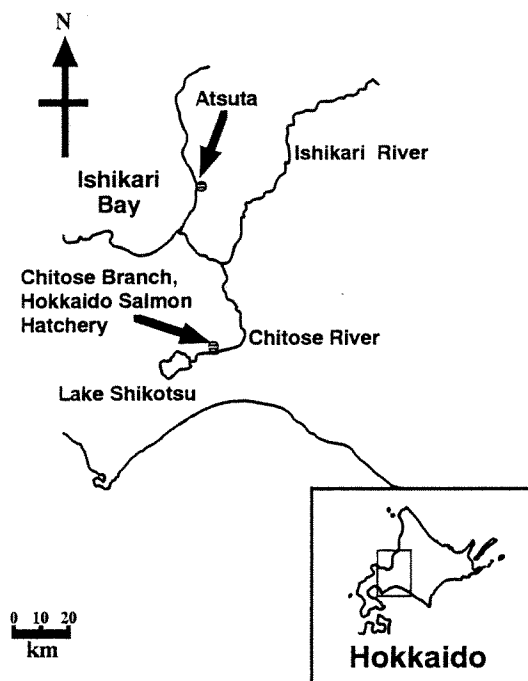 N
Atsuta
Ishikari River
Ishikari
Bay
Chitose Branch,
Hokkaido Salmon
Hatchery
Chitose River
Lake Shikotsu
0 10 20
km
Hokkaido